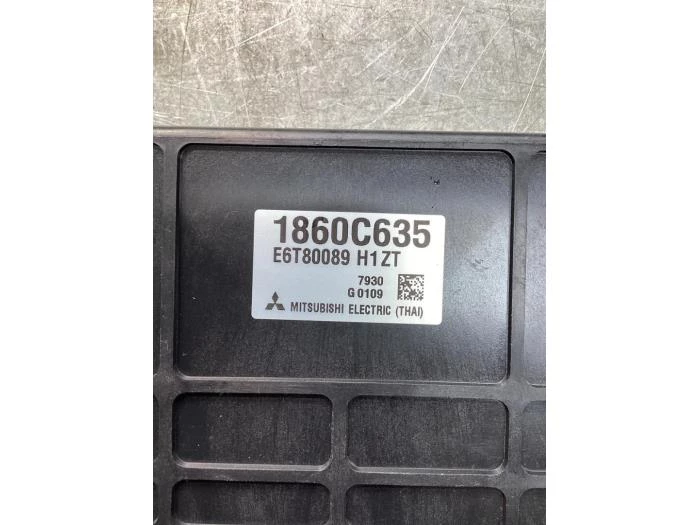 1860C635
E6T80089 H1ZT
7930
G0109
MITSUBISHI ELECTRIC (THAI)